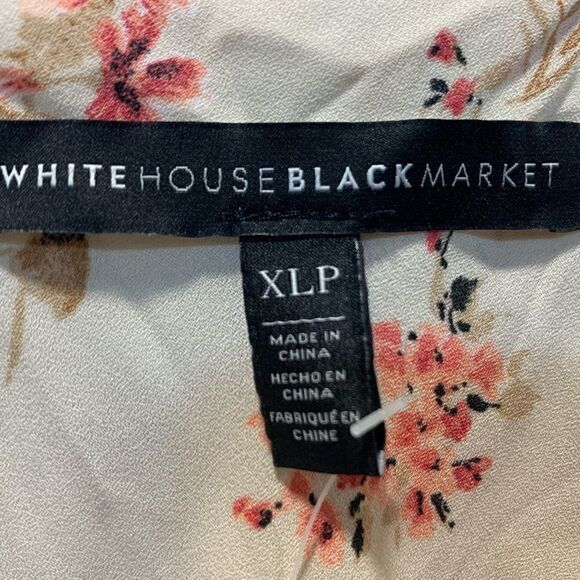 WHITEHOUSEBLACKMARKET
XLP
MADE IN
CHINA
HECHO EN
CHINA
FABRIQUÉ EN
CHINE